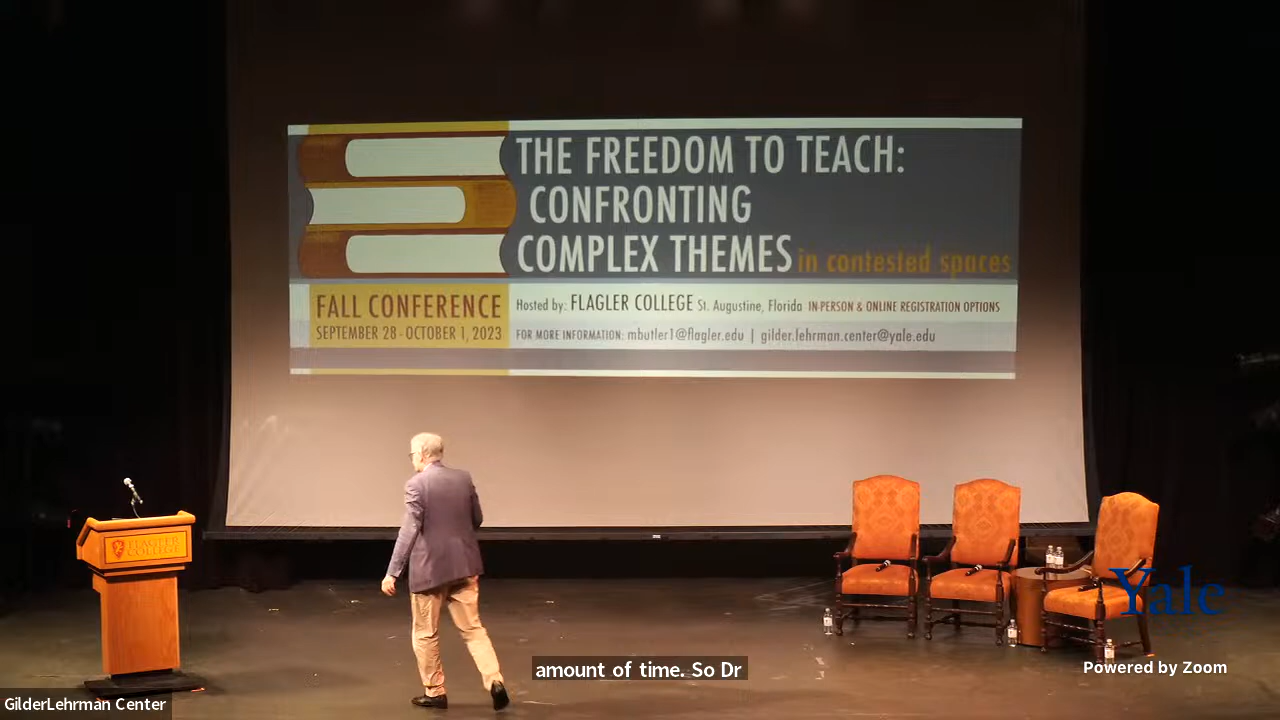 THE FREEDOM TO TEACH:
CONFRONTING
COMPLEX THEMES in contested spaces
FALL CONFERENCE
SEPTEMBER 28 - OCTOBER 1, 2023
Hosted by: FLAGLER COLLEGE St. Augustine, Florida IN-PERSON & ONLINE REGISTRATION OPTIONS
FOR MORE INFORMATION: mbutler1@flagler.edu | gilder.lehrman.center@yale.edu
FLAGLER
COLLEGE
Yale
amount of time. So Dr
Powered by Zoom
GilderLehrman Center